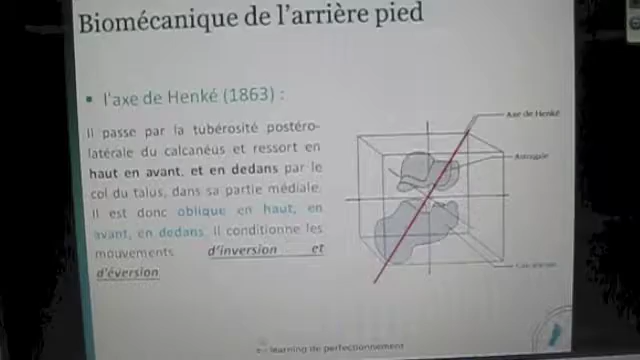 Biomécanique de l'arrière pied
▪ l'axe de Henké (1863) :
Il passe par la tubérosité postéro-
latérale du calcanéus et ressort en
haut en avant, et en dedans par le
col du talus, dans sa partie médiale.
Il est donc oblique en haut, en
avant, en dedans. Il conditionne les
mouvements d'inversion et
d'éversion
Axe de Henké
Astragale
e - learning de perfectionnement